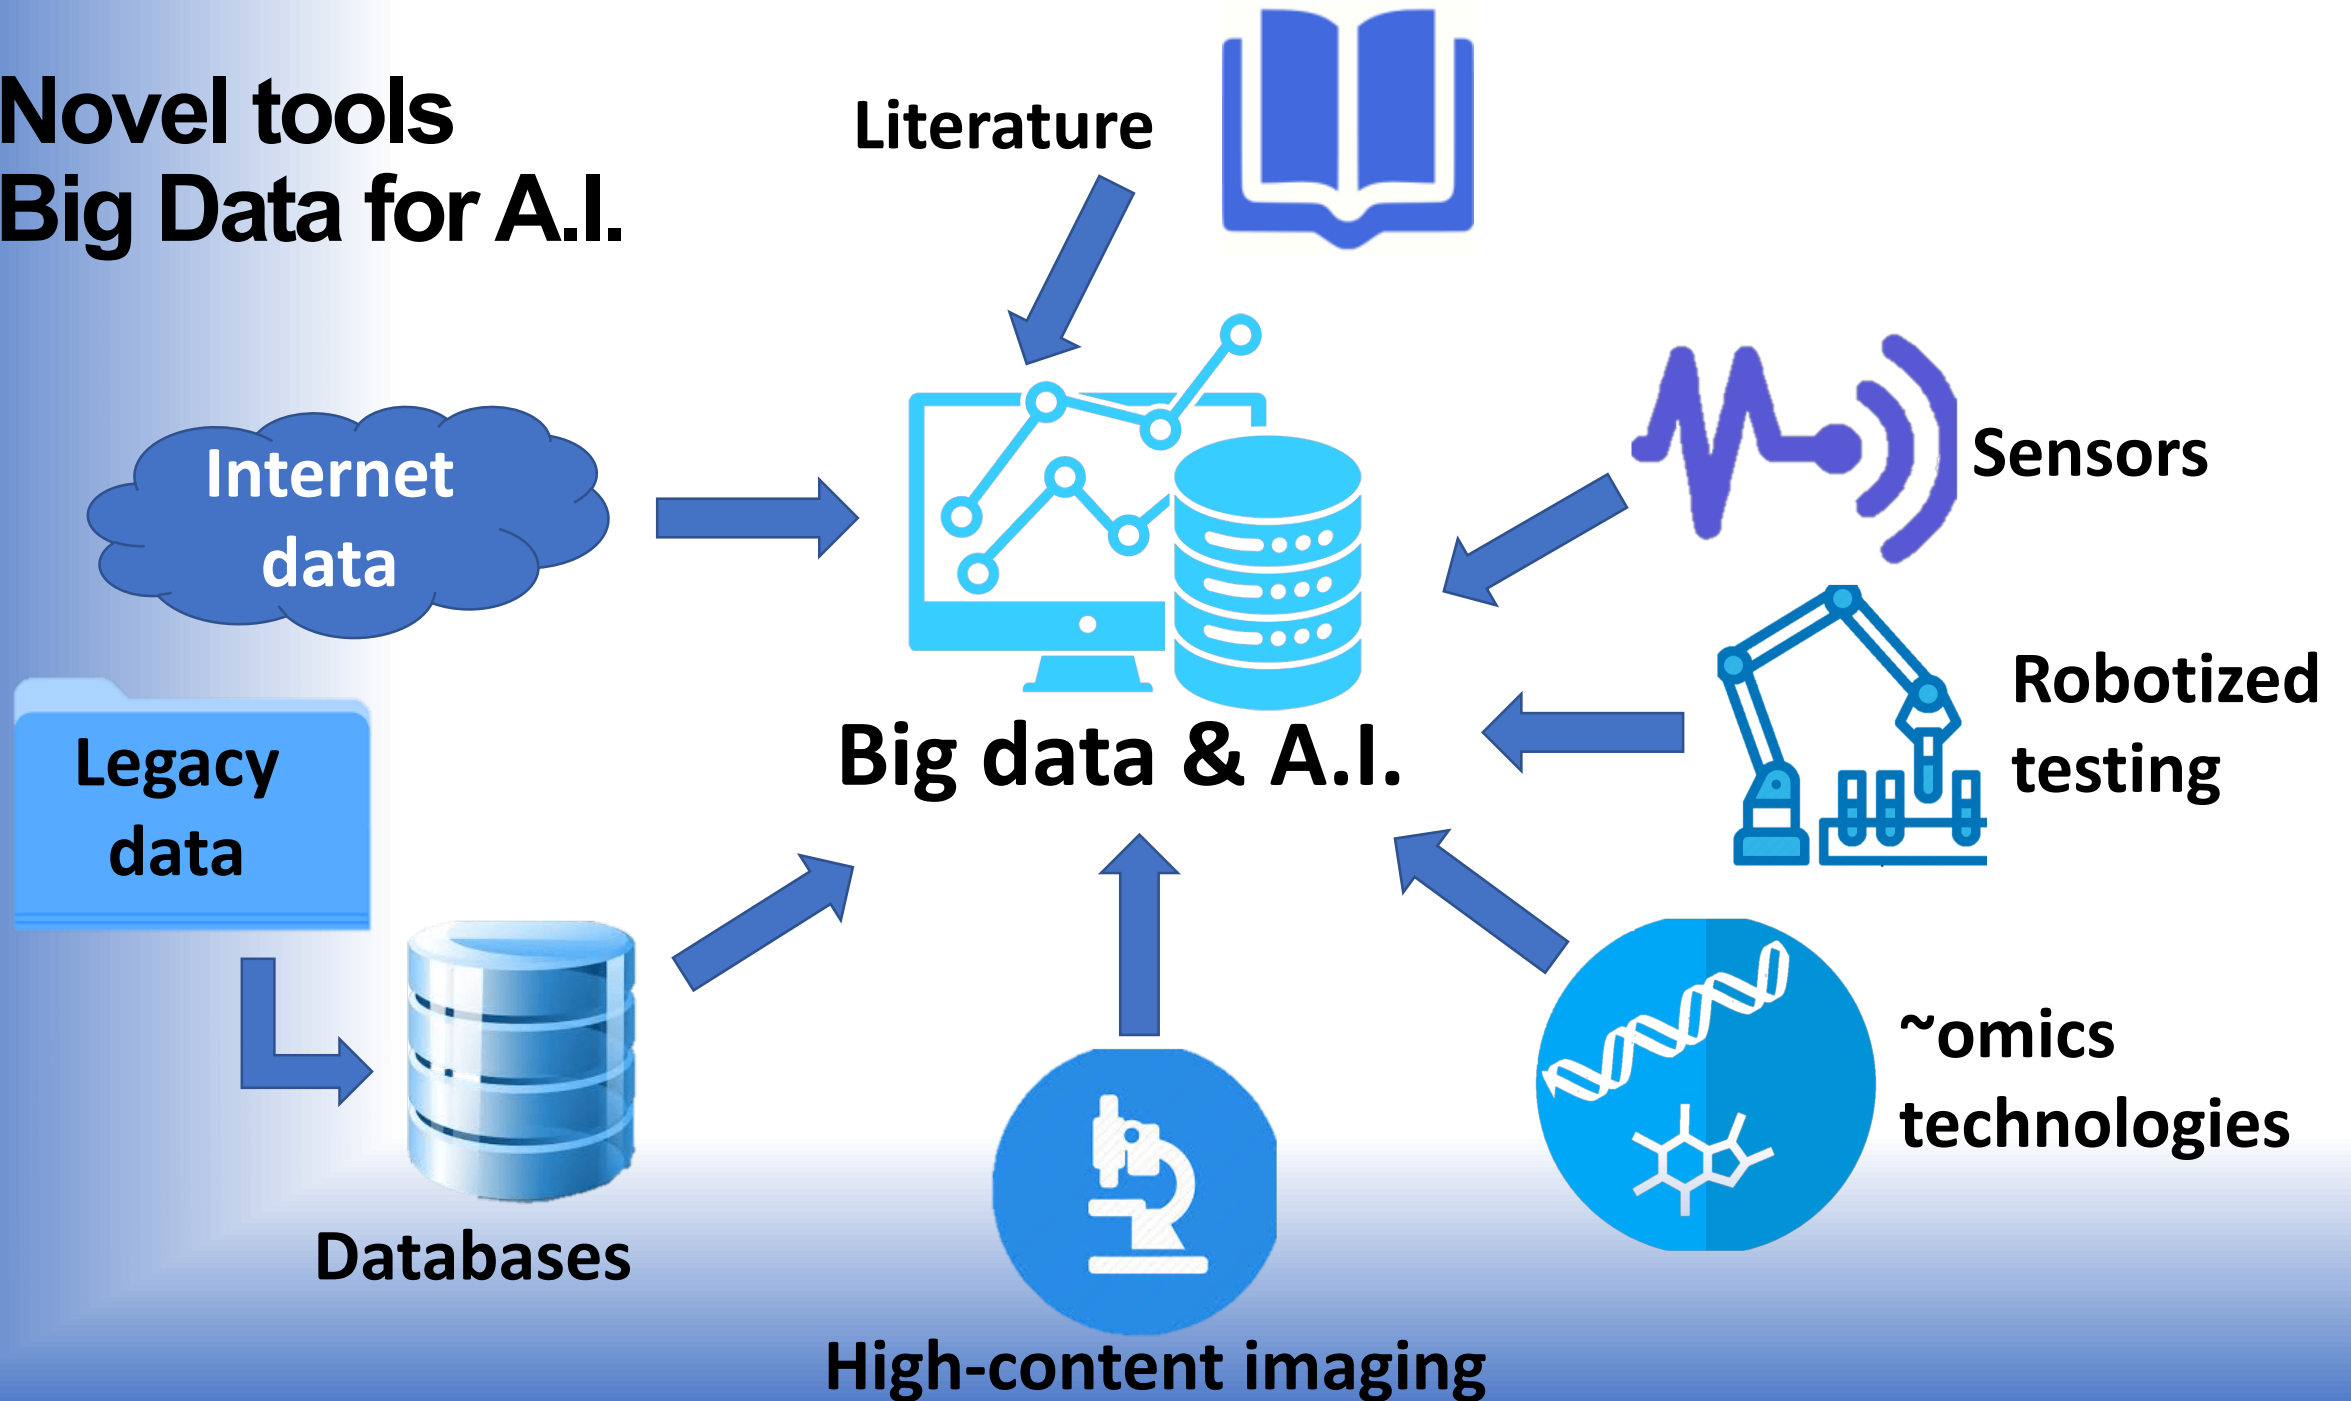 Novel tools
Big Data for A.I.
Literature
Internet
data
Sensors
Legacy
data
Big data & A.I.
Robotized
testing
Databases
~omics
technologies
High-content imaging